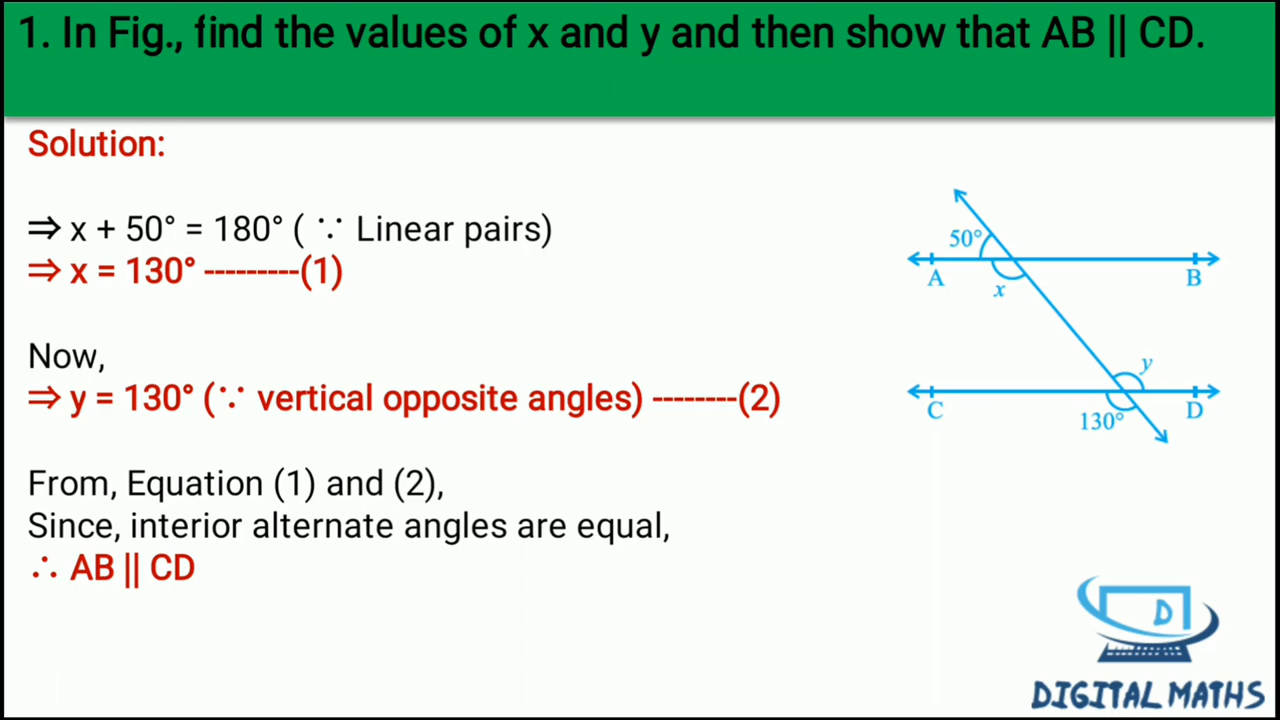 1. In Fig., find the values of x and y and then show that AB || CD.
Solution:
⇒ x + 50° = 180° ( ∵ Linear pairs)
⇒ x = 130° ---------(1)
Now,
⇒ y = 130° (∵ vertical opposite angles) --------(2)
From, Equation (1) and (2),
Since, interior alternate angles are equal,
∴ AB || CD
50°
A
B
x
y
C
D
130°
D
DIGITAL MATHS